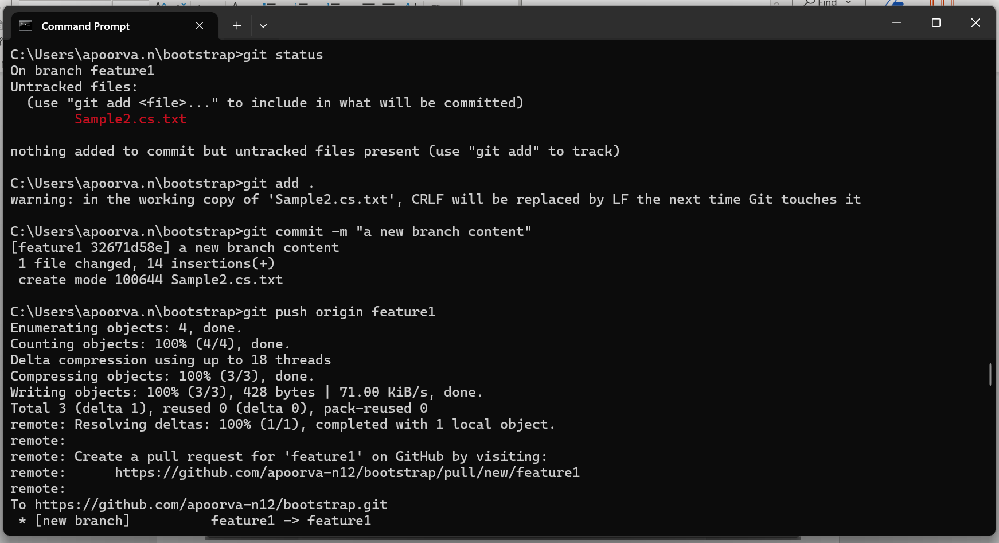 Find
Command Prompt
C:\Users\apoorva.n\bootstrap>git status
On branch feature1
Untracked files:
  (use "git add <file>..." to include in what will be committed)
        Sample2.cs.txt

nothing added to commit but untracked files present (use "git add" to track)

C:\Users\apoorva.n\bootstrap>git add .
warning: in the working copy of 'Sample2.cs.txt', CRLF will be replaced by LF the next time Git touches it

C:\Users\apoorva.n\bootstrap>git commit -m "a new branch content"
[feature1 32671d58e] a new branch content
 1 file changed, 14 insertions(+)
 create mode 100644 Sample2.cs.txt

C:\Users\apoorva.n\bootstrap>git push origin feature1
Enumerating objects: 4, done.
Counting objects: 100% (4/4), done.
Delta compression using up to 18 threads
Compressing objects: 100% (3/3), done.
Writing objects: 100% (3/3), 428 bytes | 71.00 KiB/s, done.
Total 3 (delta 1), reused 0 (delta 0), pack-reused 0
remote: Resolving deltas: 100% (1/1), completed with 1 local object.
remote:
remote: Create a pull request for 'feature1' on GitHub by visiting:
remote:      https://github.com/apoorva-n12/bootstrap/pull/new/feature1
remote:
To https://github.com/apoorva-n12/bootstrap.git
 * [new branch]          feature1 -> feature1